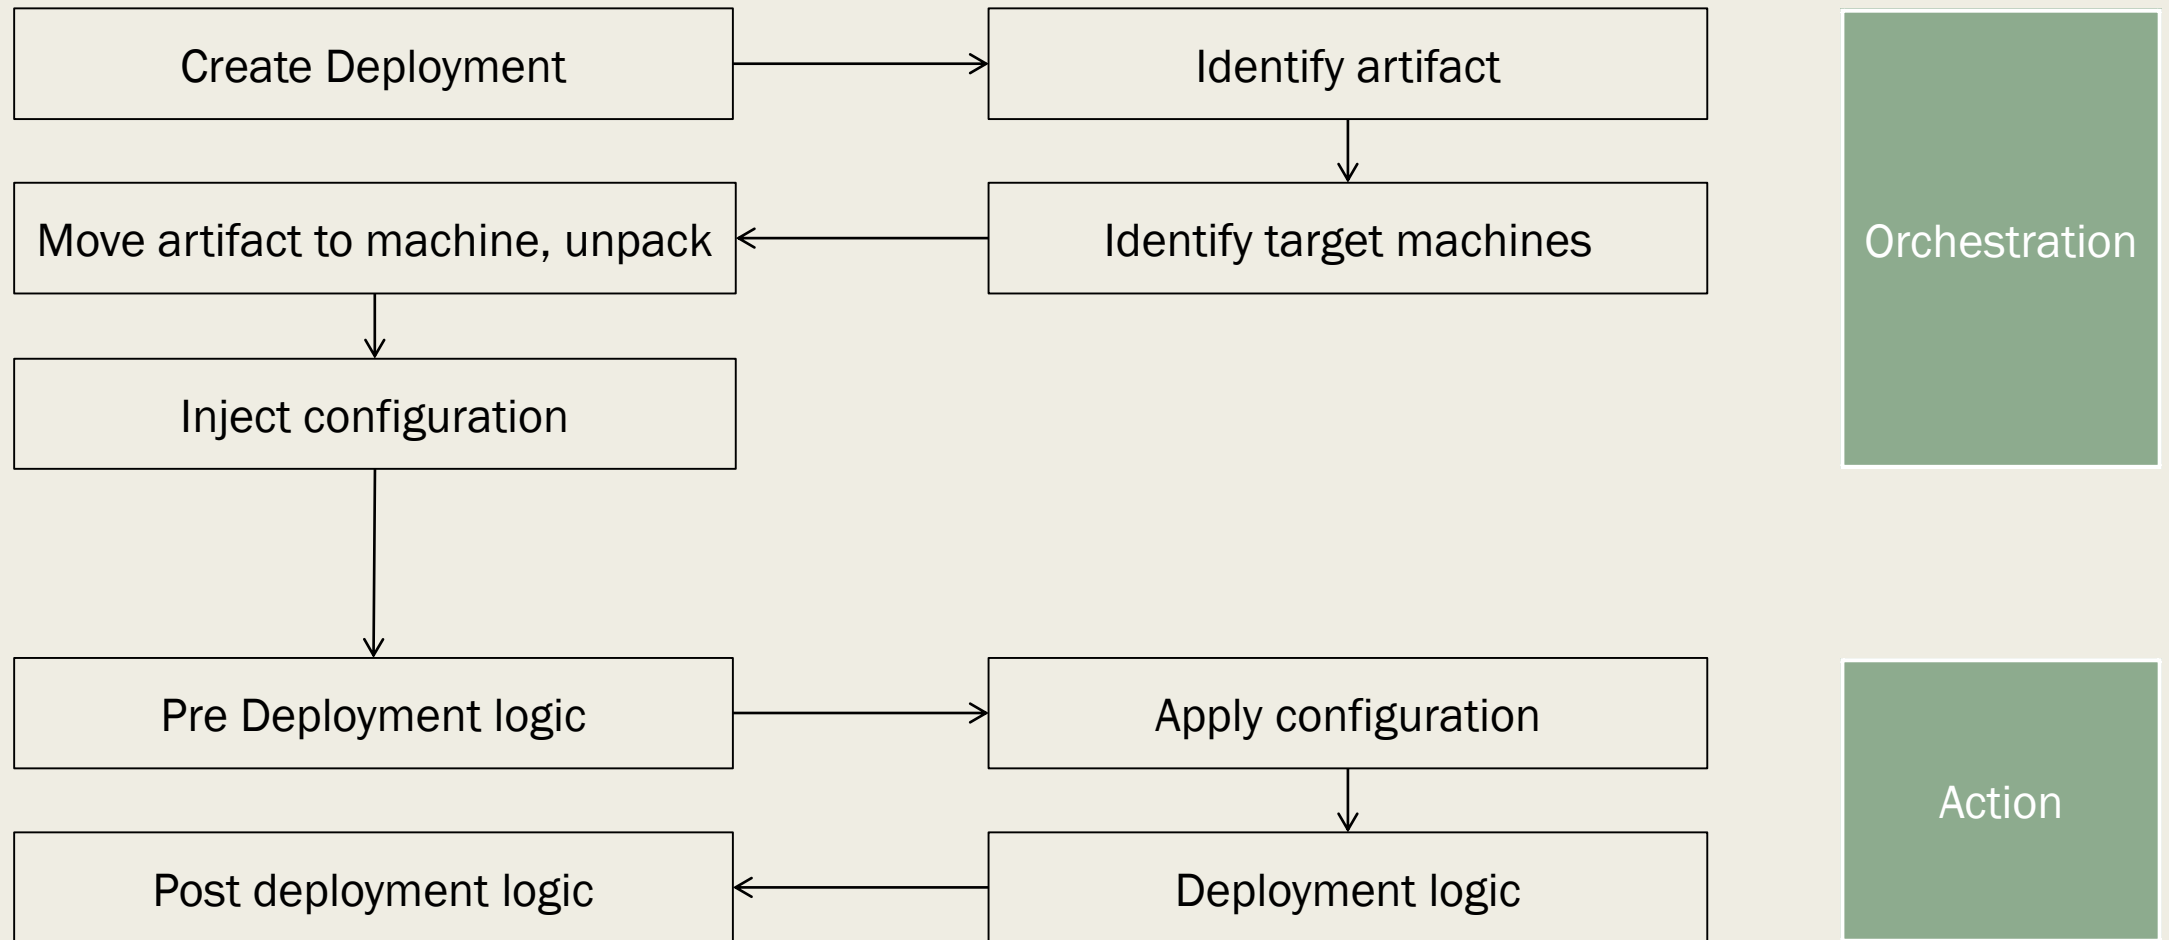 Create Deployment
Identify artifact
Move artifact to machine, unpack
Identify target machines
Orchestration
Inject configuration
Pre Deployment logic
Apply configuration
Action
Post deployment logic
Deployment logic